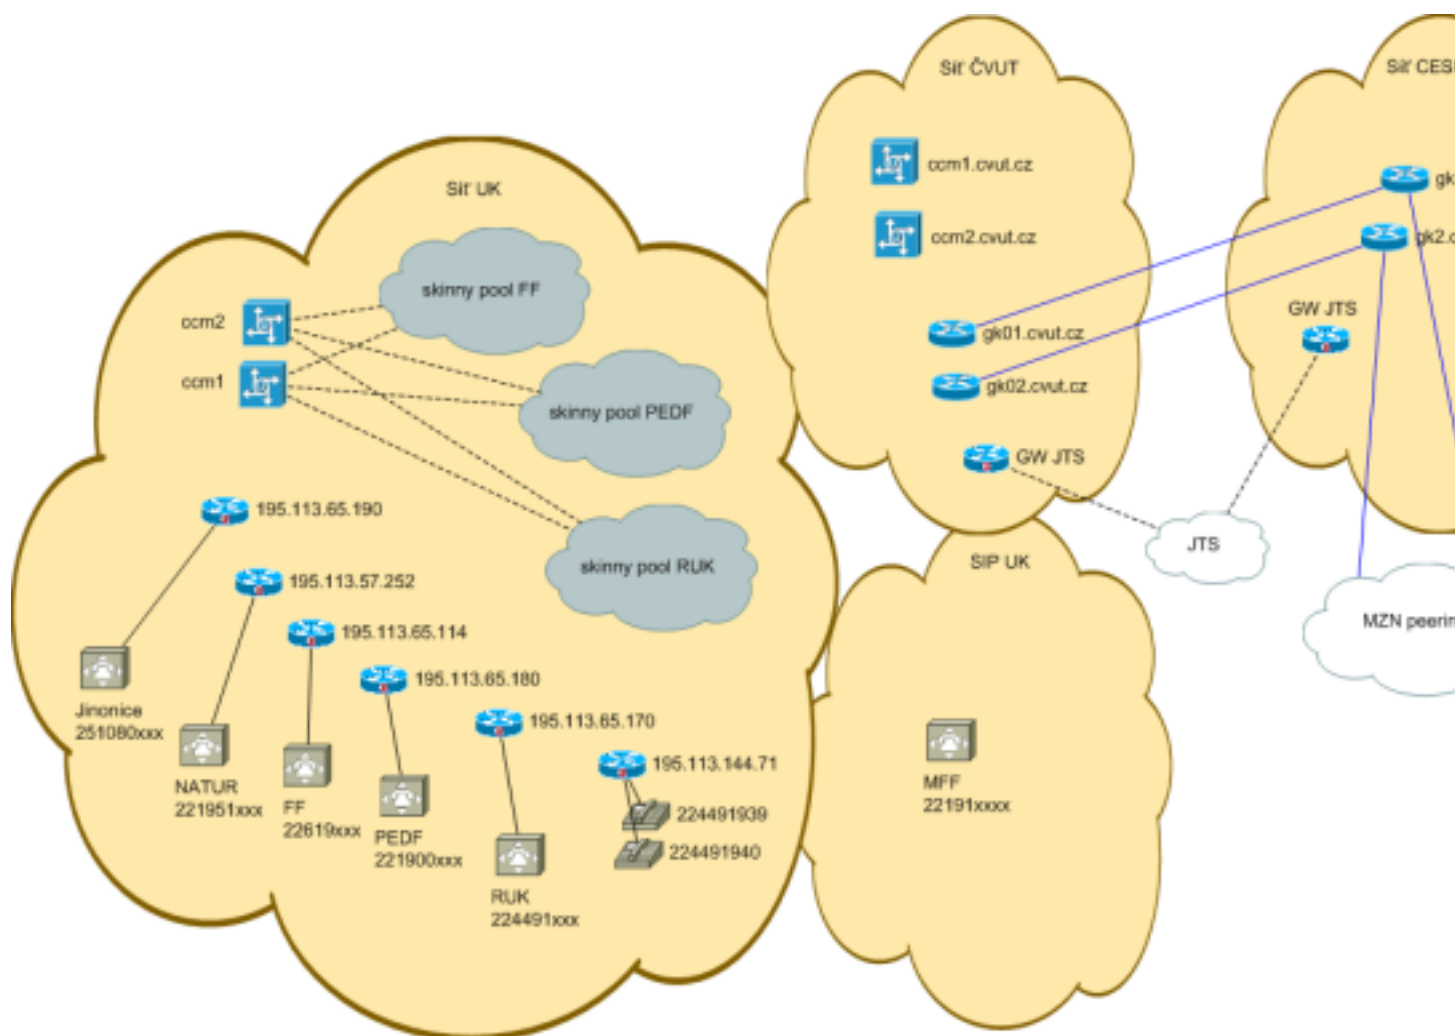 Síť UK
skinny pool FF
ccm2
ccm1
skinny pool PEDF
195.113.65.190
skinny pool RUK
195.113.57.252
195.113.65.114
195.113.65.180
195.113.65.170
195.113.144.71
Jinonice
251080xxx
NATUR
221951xxx
FF
22619xxx
PEDF
221900xxx
RUK
224491xxx
224491939
224491940
Síť ČVUT
ccm1.cvut.cz
ccm2.cvut.cz
gk01.cvut.cz
gk02.cvut.cz
GW JTS
SIP UK
MFF
22191xxxx
JTS
Síť
GW JTS
MZN